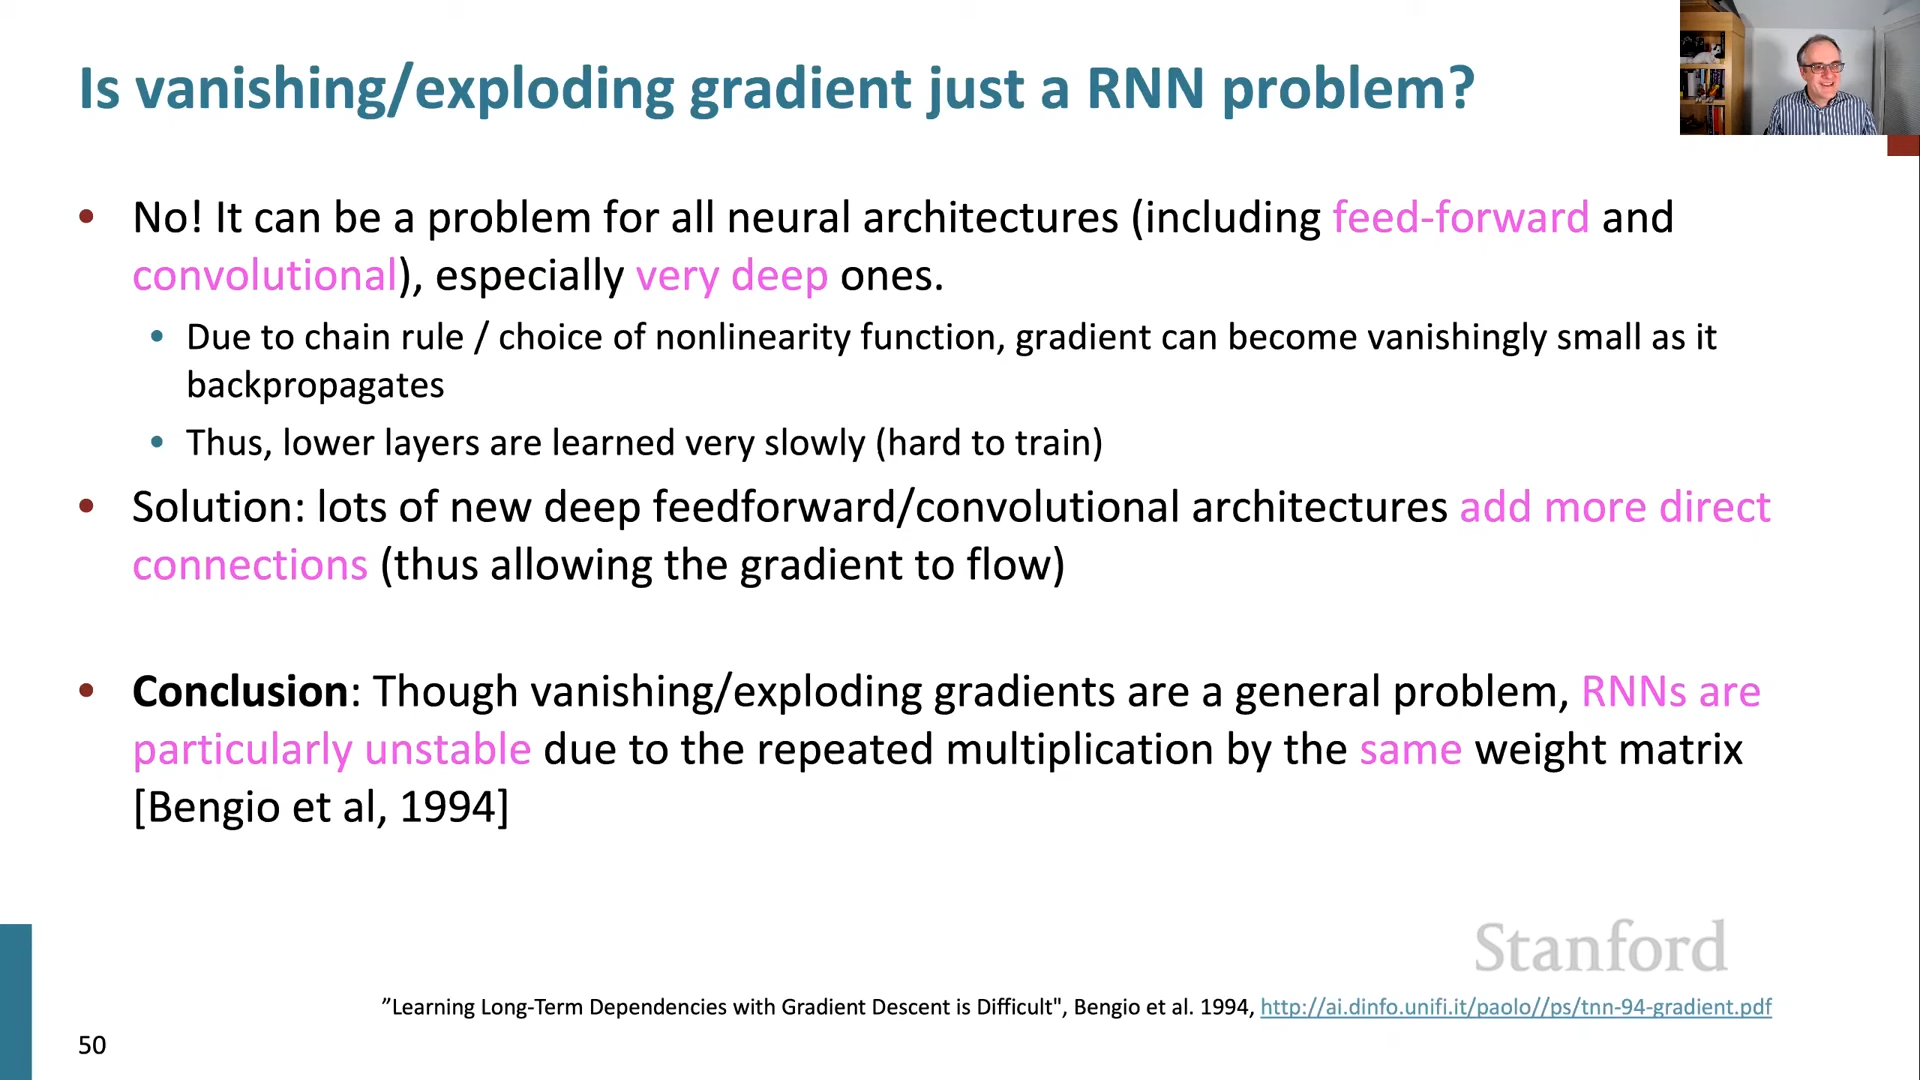 Is vanishing/exploding gradient just a RNN problem?
• No! It can be a problem for all neural architectures (including feed-forward and
convolutional), especially very deep ones.
• Due to chain rule / choice of nonlinearity function, gradient can become vanishingly small as it
backpropagates
• Thus, lower layers are learned very slowly (hard to train)
• Solution: lots of new deep feedforward/convolutional architectures add more direct
connections (thus allowing the gradient to flow)
• Conclusion: Though vanishing/exploding gradients are a general problem, RNNs are
particularly unstable due to the repeated multiplication by the same weight matrix
[Bengio et al, 1994]
Stanford
”Learning Long-Term Dependencies with Gradient Descent is Difficult", Bengio et al. 1994, http://ai.dinfo.unifi.it/paolo//ps/tnn-94-gradient.pdf
50